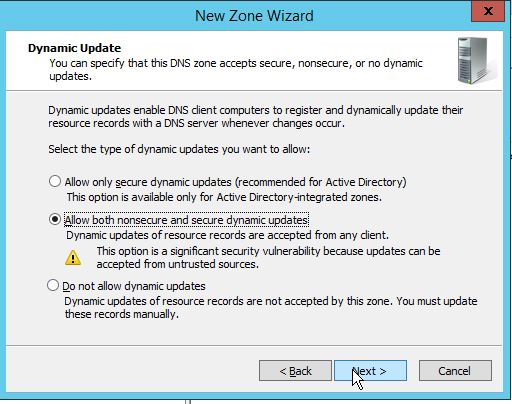 New Zone Wizard
x
Dynamic Update
You can specify that this DNS zone accepts secure, nonsecure, or no dynamic
updates.
Dynamic updates enable DNS client computers to register and dynamically update their
resource records with a DNS server whenever changes occur.
Select the type of dynamic updates you want to allow:
Allow only secure dynamic updates (recommended for Active Directory)
This option is available only for Active Directory-integrated zones.
Allow both nonsecure and secure dynamic updates
Dynamic updates of resource records are accepted from any client.
This option is a significant security vulnerability because updates can be
accepted from untrusted sources.
Do not allow dynamic updates
Dynamic updates of resource records are not accepted by this zone. You must update
these records manually.
< Back Next > Cancel